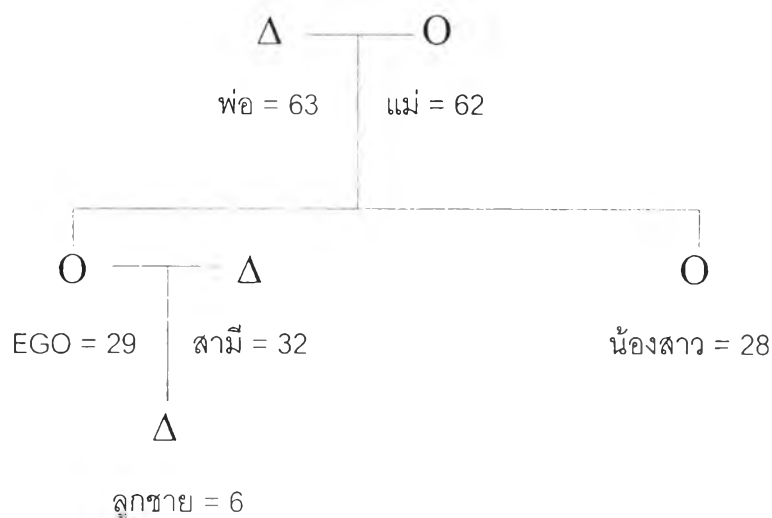 Δ O
พ่อ = 63 แม่ = 62
O Δ O
EGO = 29 สามี = 32 น้องสาว = 28
Δ
ลูกชาย = 6